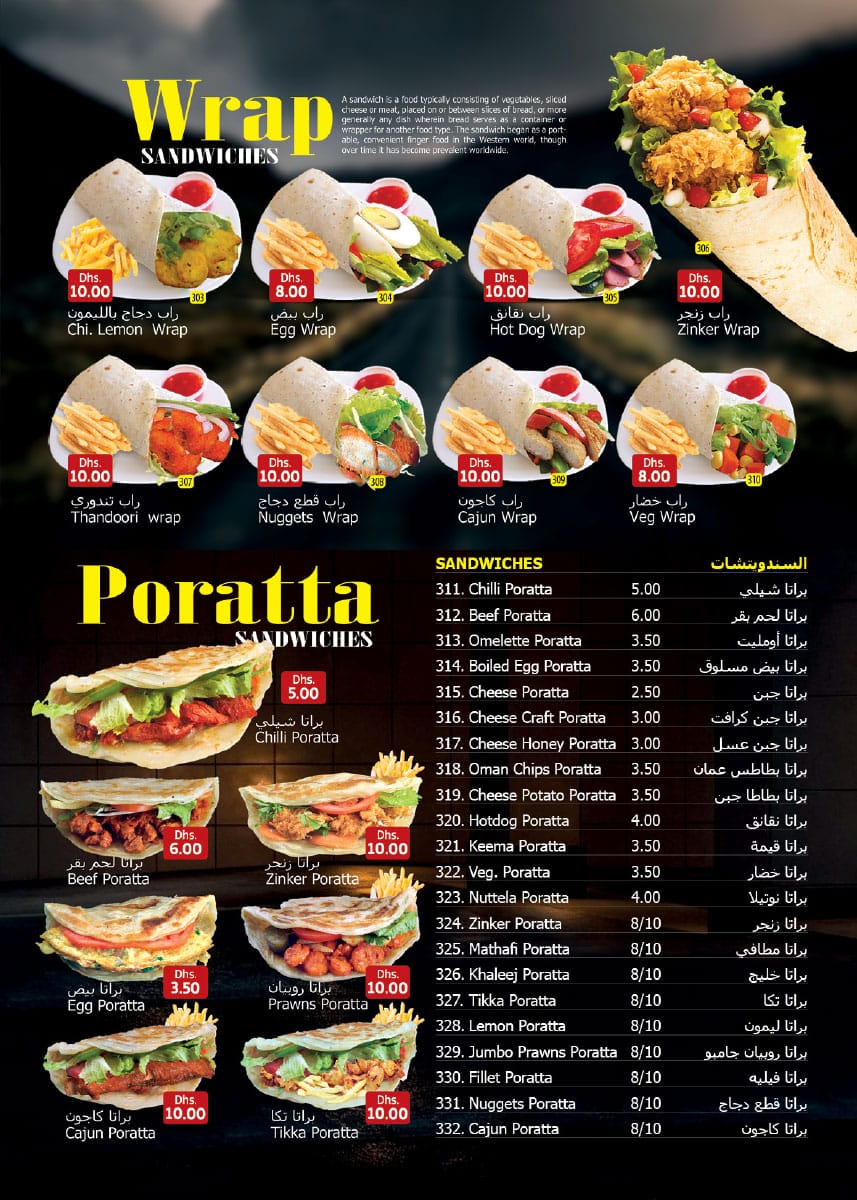 Wrap
SANDWICHES
A sandwich is a food typically consisting of vegetables, sliced
cheese or meat, placed on or between slices of bread, or more
generally any dish wherein bread serves as a container or
wrapper for another food type. The sandwich began as a port-
able, convenient finger food in the Western world, though
over time it has become prevalent worldwide.
Dhs.
10.00
303
راب دجاج بالليمون
Chi. Lemon Wrap
Dhs.
8.00
304
راب بيض
Egg Wrap
Dhs.
10.00
305
راب نقانق
Hot Dog Wrap
306
Dhs.
10.00
راب زنجر
Zinker Wrap
Dhs.
10.00
307
راب تندوري
Thandoori wrap
Dhs.
10.00
308
راب قطع دجاج
Nuggets Wrap
Dhs.
10.00
309
راب كاجون
Cajun Wrap
Dhs.
8.00
310
راب خضار
Veg Wrap
Poratta
SANDWICHES
Dhs.
5.00
براتا شيلي
Chilli Poratta
Dhs.
6.00
براتا لحم بقر
Beef Poratta
Dhs.
10.00
براتا زنجر
Zinker Poratta
Dhs.
3.50
براتا بيض
Egg Poratta
Dhs.
10.00
براتا روبيان
Prawns Poratta
Dhs.
10.00
براتا كاجون
Cajun Poratta
Dhs.
10.00
براتا تكا
Tikka Poratta
SANDWICHES السندويتشات
311. Chilli Poratta 5.00 براتا شيلي
312. Beef Poratta 6.00 براتا لحم بقر
313. Omelette Poratta 3.50 براتا أومليت
314. Boiled Egg Poratta 3.50 براتا بيض مسلوق
315. Cheese Poratta 2.50 براتا جبن
316. Cheese Craft Poratta 3.00 براتا جبن كرافت
317. Cheese Honey Poratta 3.00 براتا جبن عسل
318. Oman Chips Poratta 3.50 براتا بطاطس عمان
319. Cheese Potato Poratta 3.50 براتا بطاطا جبن
320. Hotdog Poratta 4.00 براتا نقانق
321. Keema Poratta 3.50 براتا قيمة
322. Veg. Poratta 3.50 براتا خضار
323. Nuttela Poratta 4.00 براتا نوتيلا
324. Zinker Poratta 8/10 براتا زنجر
325. Mathafi Poratta 8/10 براتا مطافي
326. Khaleej Poratta 8/10 براتا خليج
327. Tikka Poratta 8/10 براتا تكا
328. Lemon Poratta 8/10 براتا ليمون
329. Jumbo Prawns Poratta 8/10 براتا روبيان جامبو
330. Fillet Poratta 8/10 براتا فيليه
331. Nuggets Poratta 8/10 براتا قطع دجاج
332. Cajun Poratta 8/10 براتا كاجون